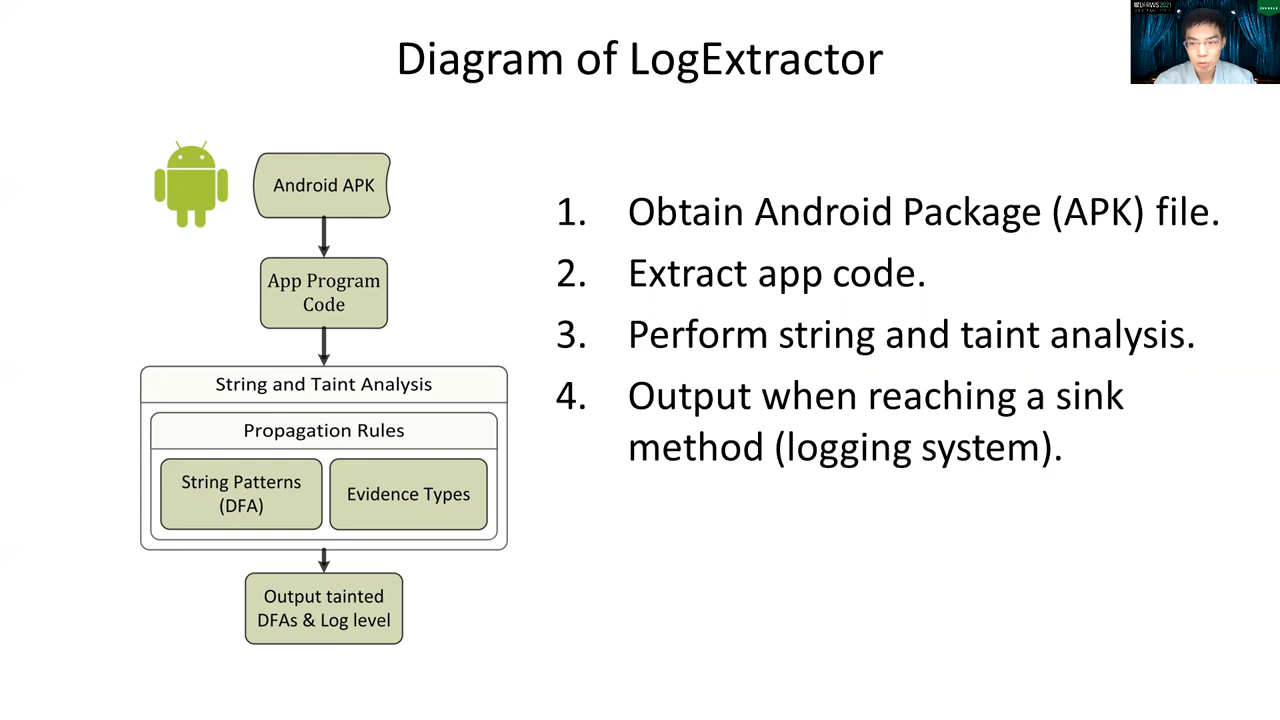 DFRWS2021
Diagram of LogExtractor
Android APK
App Program
Code
String and Taint Analysis
Propagation Rules
String Patterns
(DFA)
Evidence Types
Output tainted
DFAs & Log level
1. Obtain Android Package (APK) file.
2. Extract app code.
3. Perform string and taint analysis.
4. Output when reaching a sink
method (logging system).